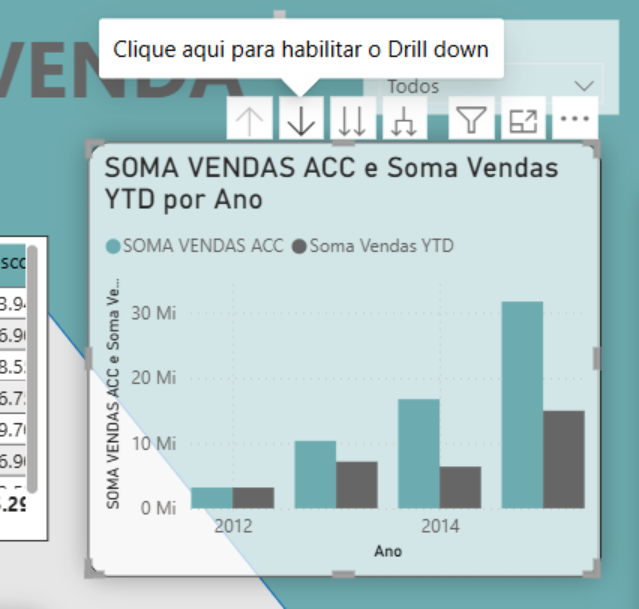 Clique aqui para habilitar o Drill down
VENDA
Todos
SOMA VENDAS ACC e Soma Vendas
YTD por Ano
SOMA VENDAS ACC Soma Vendas YTD
SOMA VENDAS ACC e Soma Ve...
30 Mi
20 Mi
10 Mi
0 Mi
2012 2014
Ano